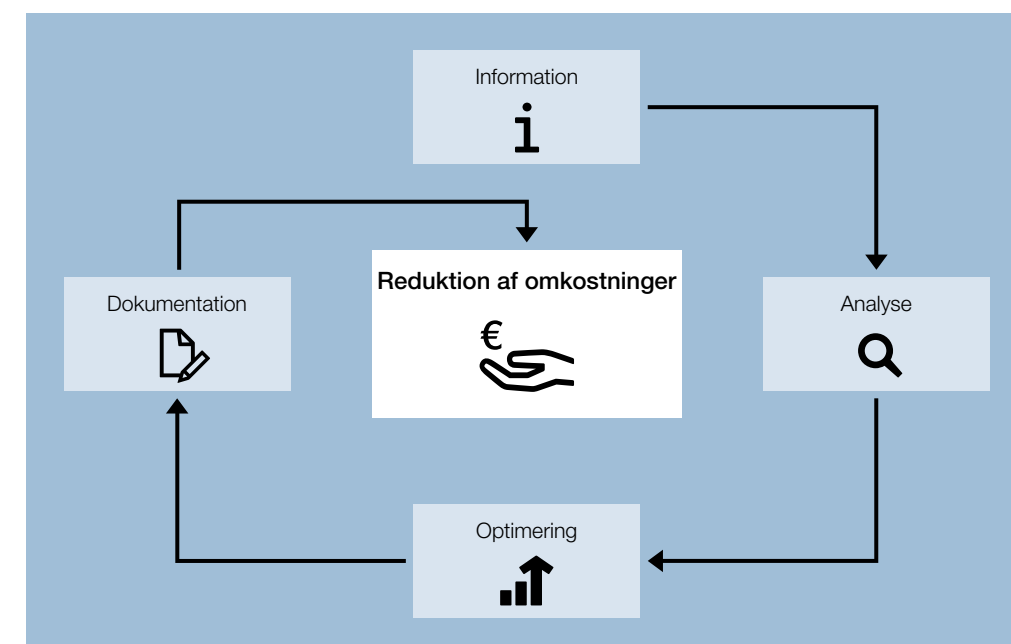 Information
i
Reduktion af omkostninger
€
Dokumentation
Analyse
Optimering